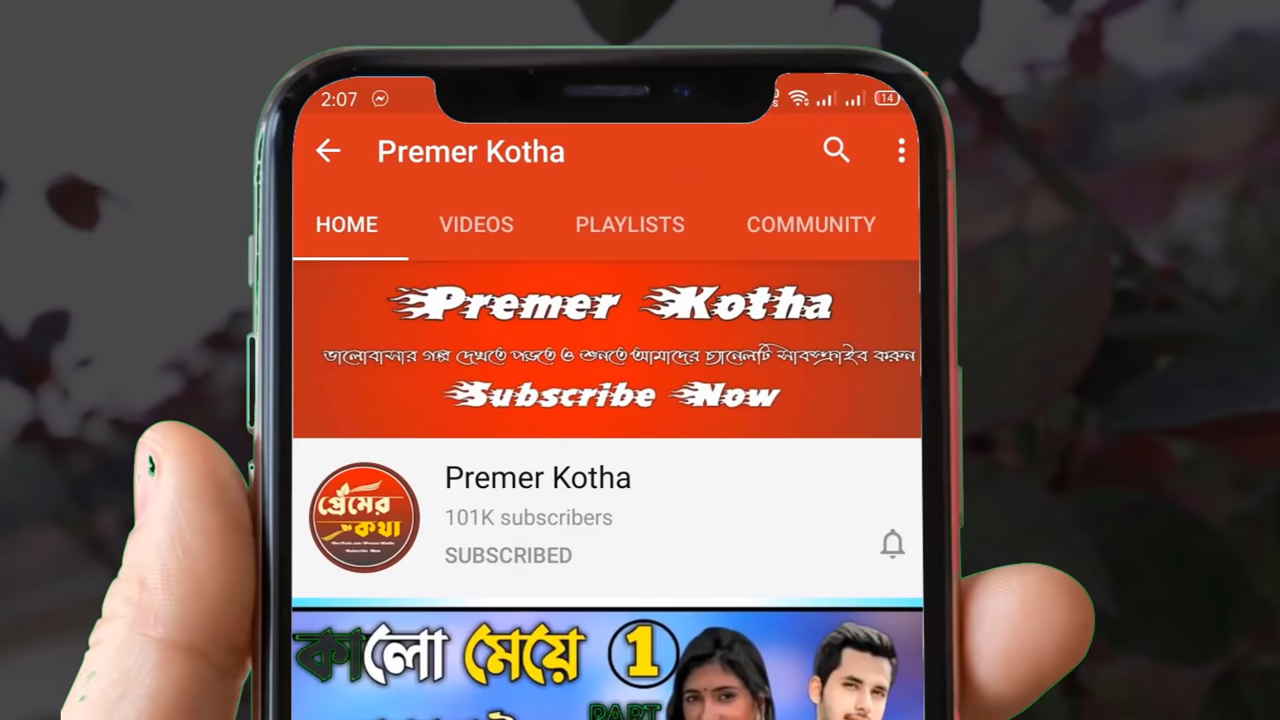 2:07
14
Premer Kotha
HOME VIDEOS PLAYLISTS COMMUNITY
Premer Kotha
ভালোবাসার গল্প দেখতে পড়তে ও শুনতে আমাদের চ্যানেলটি সাবস্ক্রাইব করুন
Subscribe Now
প্রেমের
কথা
Premer Kotha
101K subscribers
SUBSCRIBED
কালো মেয়ে 1
PART